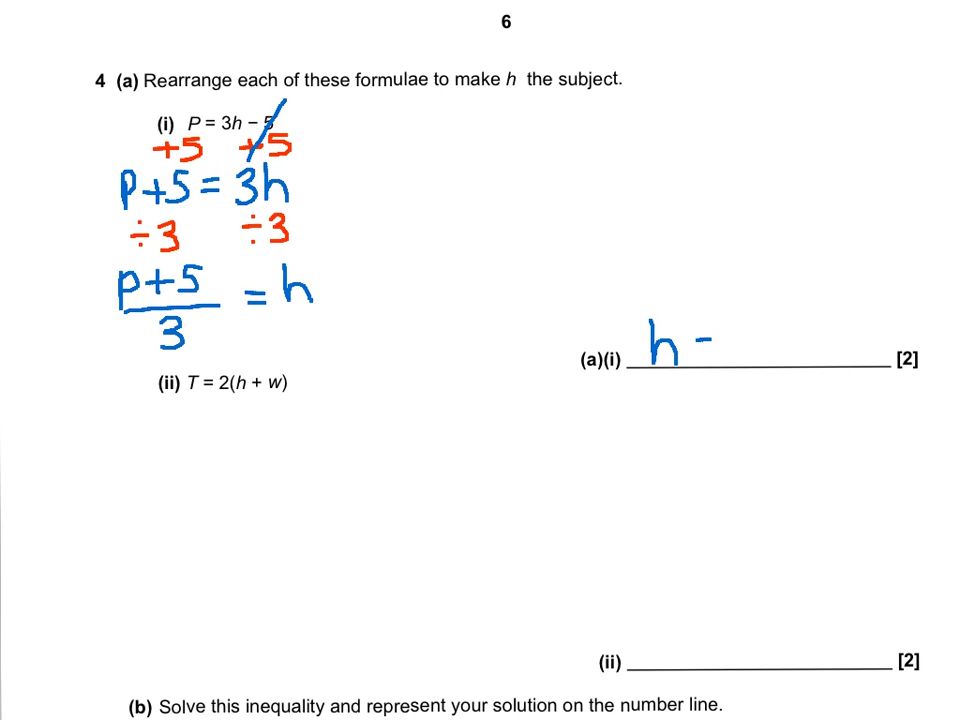 6
4 (a) Rearrange each of these formulae to make h the subject.
(i) P = 3h − 5
+5 +5
P+5 = 3h
÷3 ÷3
p+5
3
= h
(a)(i) h = [2]
(ii) T = 2(h + w)
(ii) [2]
(b) Solve this inequality and represent your solution on the number line.